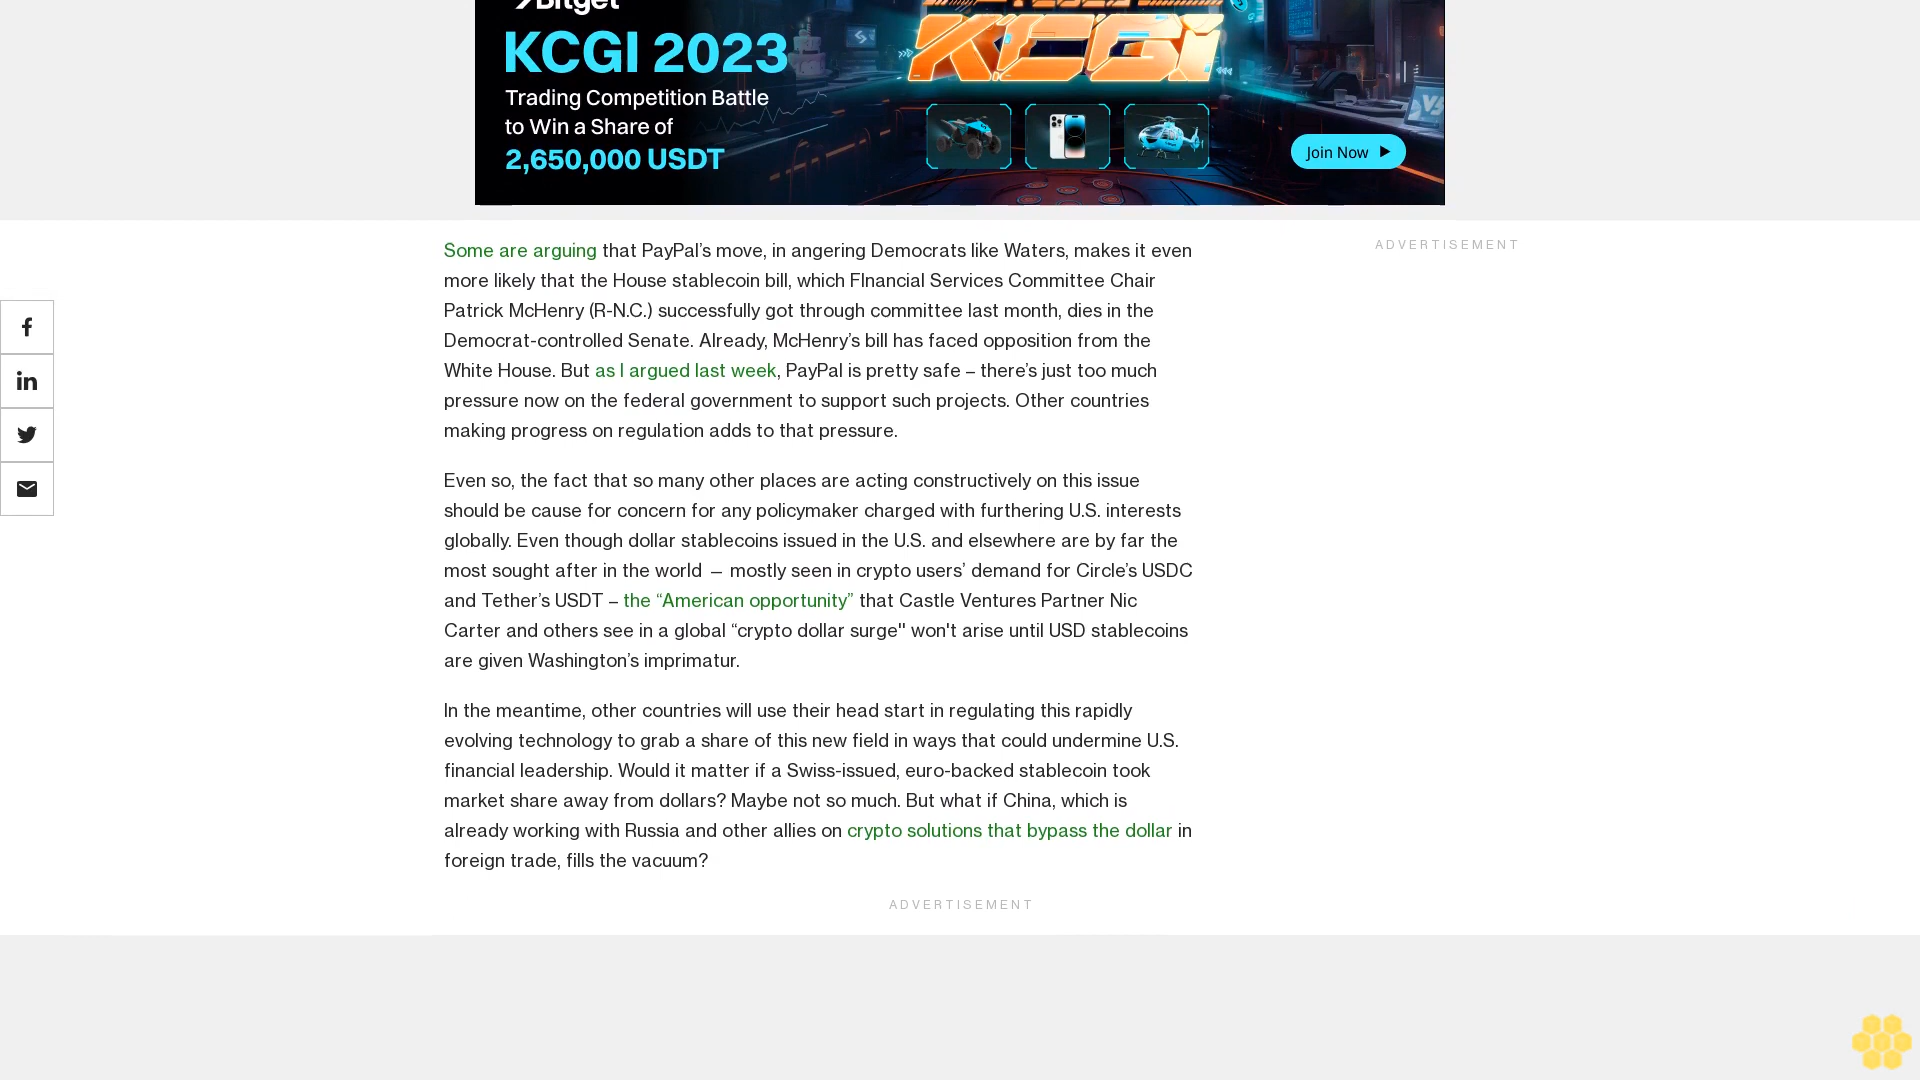 Bitget
KCGI 2023
Trading Competition Battle
to Win a Share of
2,650,000 USDT
KCGI
VS
Join Now
Some are arguing that PayPal’s move, in angering Democrats like Waters, makes it even
more likely that the House stablecoin bill, which FInancial Services Committee Chair
Patrick McHenry (R-N.C.) successfully got through committee last month, dies in the
Democrat-controlled Senate. Already, McHenry’s bill has faced opposition from the
White House. But as I argued last week, PayPal is pretty safe – there’s just too much
pressure now on the federal government to support such projects. Other countries
making progress on regulation adds to that pressure.
ADVERTISEMENT
Even so, the fact that so many other places are acting constructively on this issue
should be cause for concern for any policymaker charged with furthering U.S. interests
globally. Even though dollar stablecoins issued in the U.S. and elsewhere are by far the
most sought after in the world — mostly seen in crypto users’ demand for Circle’s USDC
and Tether’s USDT – the “American opportunity” that Castle Ventures Partner Nic
Carter and others see in a global “crypto dollar surge" won't arise until USD stablecoins
are given Washington’s imprimatur.
In the meantime, other countries will use their head start in regulating this rapidly
evolving technology to grab a share of this new field in ways that could undermine U.S.
financial leadership. Would it matter if a Swiss-issued, euro-backed stablecoin took
market share away from dollars? Maybe not so much. But what if China, which is
already working with Russia and other allies on crypto solutions that bypass the dollar in
foreign trade, fills the vacuum?
ADVERTISEMENT